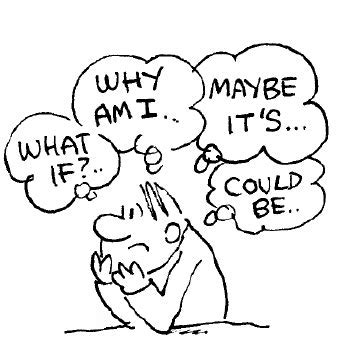 WHAT
IF?..
WHY
AM I..
MAYBE
IT'S...
COULD
BE..